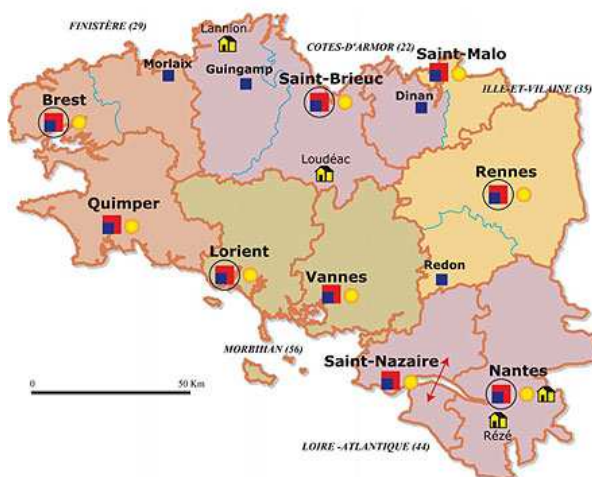 FINISTÈRE (29)
Lannion
COTES-D'ARMOR (22)
Saint-Malo
Morlaix
Guingamp
Saint-Brieuc
Dinan
ILLE-ET-VILAINE (35)
Brest
Loudéac
Rennes
Quimper
Lorient
Vannes
Redon
MORBIHAN (56)
Saint-Nazaire
Nantes
0
50 Km
Rézé
LOIRE -ATLANTIQUE (44)